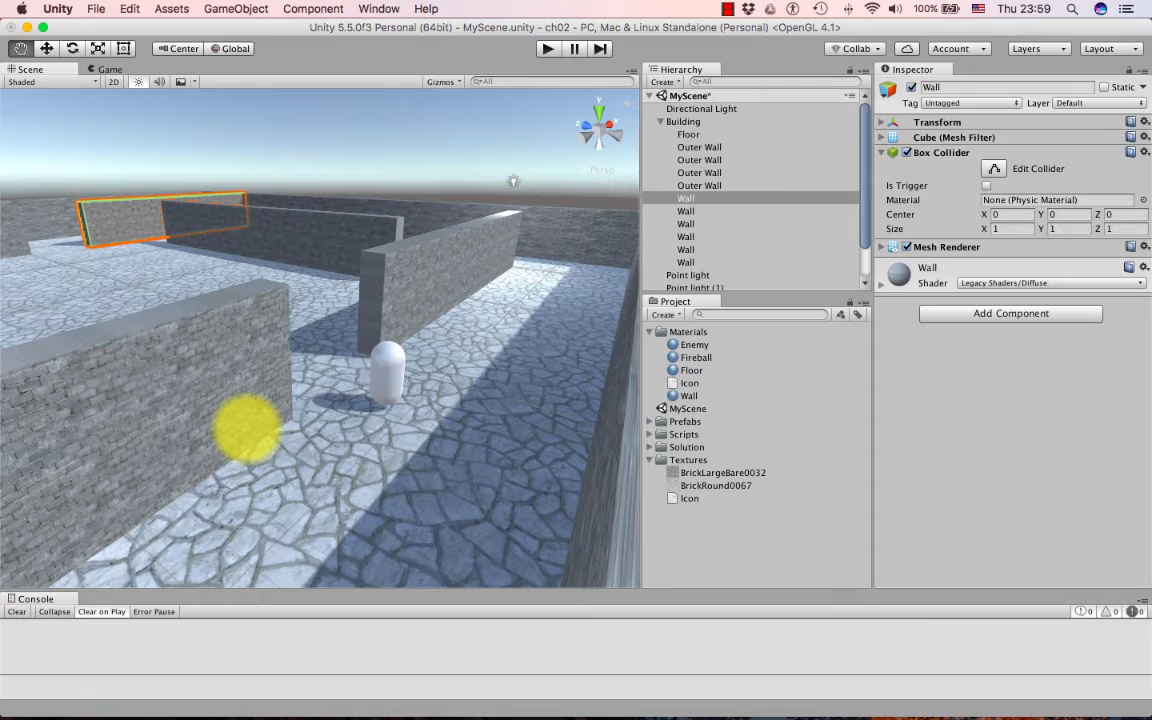 Unity File Edit Assets GameObject Component Window Help 100% Thu 23:59
Unity 5.5.0f3 Personal (64bit) - MyScene.unity - ch02 - PC, Mac & Linux Standalone (Personal) <OpenGL 4.1>
Center Global Collab Account Layers Layout
Scene Game
Shaded 2D Gizmos All
y
x
z
Persp
Hierarchy
Create All
MyScene*
Directional Light
Building
Floor
Outer Wall
Outer Wall
Outer Wall
Outer Wall
Wall
Wall
Wall
Wall
Wall
Wall
Point light
Point light (1)
Project
Create
Materials
Enemy
Fireball
Floor
Icon
Wall
MyScene
Prefabs
Scripts
Solution
Textures
BrickLargeBare0032
BrickRound0067
Icon
Inspector
Wall Static
Tag Untagged Layer Default
Transform
Cube (Mesh Filter)
Box Collider
Edit Collider
Is Trigger
Material None (Physic Material)
Center X 0 Y 0 Z 0
Size X 1 Y 1 Z 1
Mesh Renderer
Wall
Shader Legacy Shaders/Diffuse
Add Component
Console
Clear Collapse Clear on Play Error Pause 0 0 0